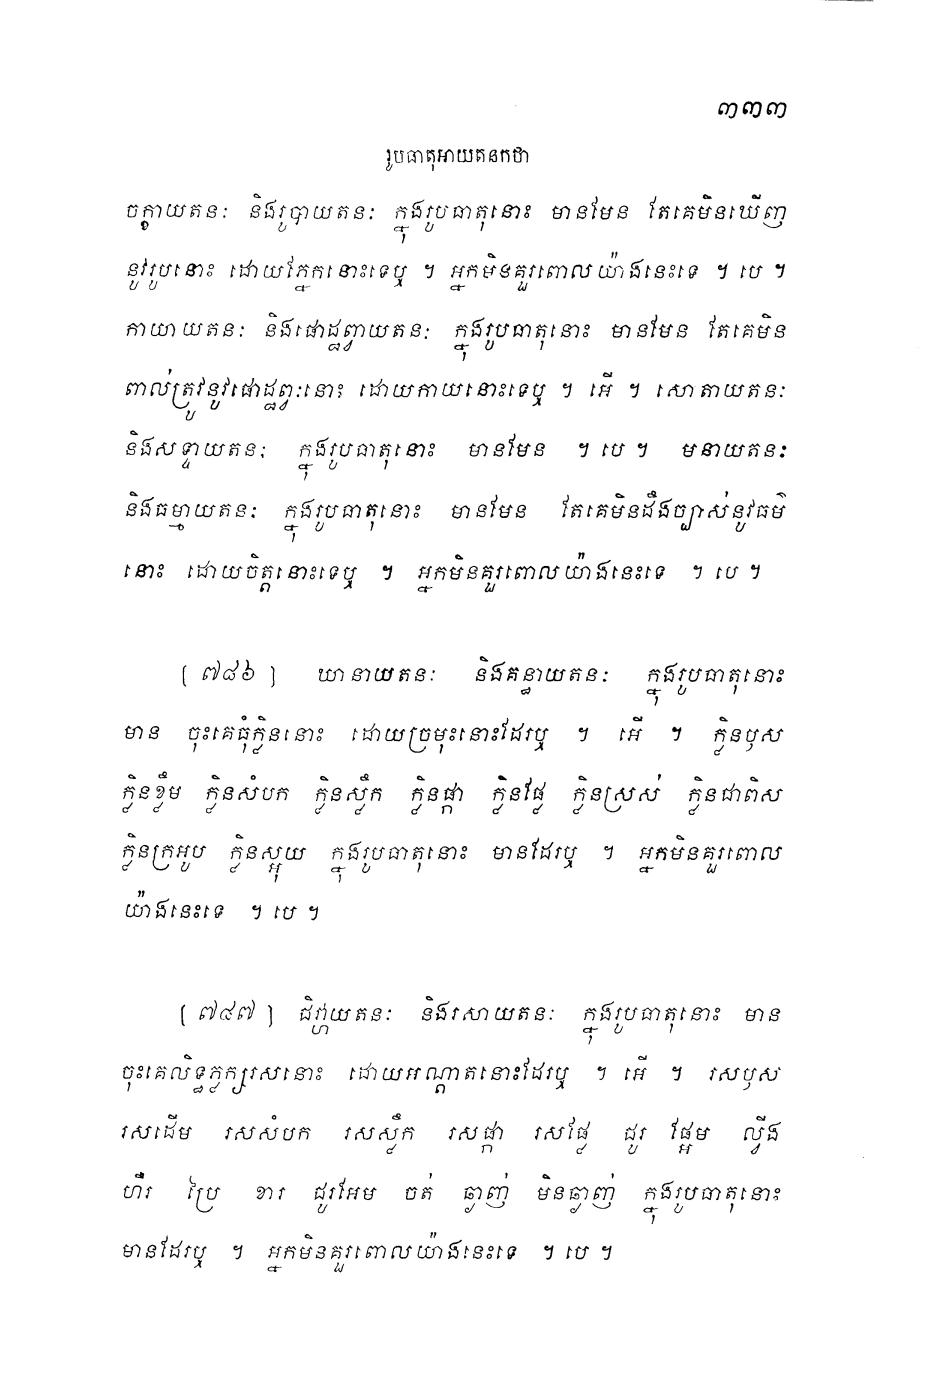 ៣៣៣
រូបធាតុអាយតនកថា
ចក្ខាយតនៈ និងរូបាយតនៈ ក្នុងរូបធាតុនោះ មានមែន តែគេមិនឃើញ
នូវរូបនោះ ដោយភ្នែកនោះទេឬ ។ អ្នកមិនគួរពោលយ៉ាងនេះទេ ។ បេ ។
កាយាយតនៈ និងផោដ្ឋព្វាយតនៈ ក្នុងរូបធាតុនោះ មានមែន តែគេមិន
ពាល់ត្រូវនូវផោដ្ឋព្វៈនោះ ដោយកាយនោះទេឬ ។ អើ ។ សោតាយតនៈ
និងសទ្ទាយតនៈ ក្នុងរូបធាតុនោះ មានមែន ។ បេ ។ មនាយតនៈ
និងធម្មាយតនៈ ក្នុងរូបធាតុនោះ មានមែន តែគេមិនដឹងច្បាស់នូវធម៌
នោះ ដោយចិត្តនោះទេឬ ។ អ្នកមិនគួរពោលយ៉ាងនេះទេ ។ បេ ។
[ ៧៨៦ ] ឃានាយតនៈ និងគន្ធាយតនៈ ក្នុងរូបធាតុនោះ
មាន ចុះគេធុំក្លិននោះ ដោយច្រមុះនោះដែរឬ ។ អើ ។ ក្លិនឫស
ក្លិនខ្លឹម ក្លិនសំបក ក្លិនស្លឹក ក្លិនផ្កា ក្លិនផ្លែ ក្លិនស្រស់ ក្លិនជាពិស
ក្លិនក្រអូប ក្លិនស្អុយ ក្នុងរូបធាតុនោះ មានដែរឬ ។ អ្នកមិនគួរពោល
យ៉ាងនេះទេ ។ បេ ។
[ ៧៨៧ ] ជិវ្ហាយតនៈ និងរសាយតនៈ ក្នុងរូបធាតុនោះ មាន
ចុះគេលិទ្ធភ្លក្សរសនោះ ដោយអណ្តាតនោះដែរឬ ។ អើ ។ រសឫស
រសដើម រសសំបក រសស្លឹក រសផ្កា រសផ្លែ ជូរ ផ្អែម ល្វីង
ហឹរ ប្រៃ ខារ ជូរអែម ចត់ ឆ្ងាញ់ មិនឆ្ងាញ់ ក្នុងរូបធាតុនោះ
មានដែរឬ ។ អ្នកមិនគួរពោលយ៉ាងនេះទេ ។ បេ ។